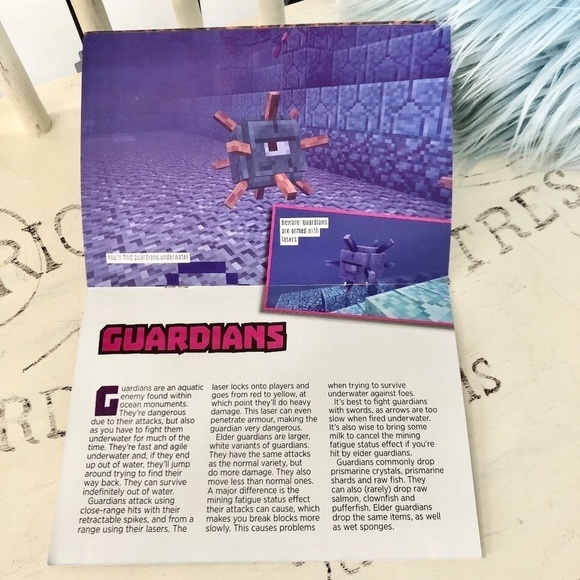 You'll find guardians underwater
Beware: guardians
are armed with
lasers
GUARDIANS
Guardians are an aquatic
enemy found within
ocean monuments.
They're dangerous
due to their attacks, but also
as you have to fight them
underwater for much of the
time. They're fast and agile
underwater and, if they end
up out of water, they'll jump
around trying to find their
way back. They can survive
indefinitely out of water.
Guardians attack using
close-range hits with their
retractable spikes, and from a
range using their lasers. The
laser locks onto players and
goes from red to yellow, at
which point they'll do heavy
damage. This laser can even
penetrate armour, making the
guardian very dangerous.
Elder guardians are larger,
white variants of guardians.
They have the same attacks
as the normal variety, but
do more damage. They also
move less than normal ones.
A major difference is the
mining fatigue status effect
their attacks can cause, which
makes you break blocks more
slowly. This causes problems
when trying to survive
underwater against foes.
It's best to fight guardians
with swords, as arrows are too
slow when fired underwater.
It's also wise to bring some
milk to cancel the mining
fatigue status effect if you're
hit by elder guardians.
Guardians commonly drop
prismarine crystals, prismarine
shards and raw fish. They
can also (rarely) drop raw
salmon, clownfish and
pufferfish. Elder guardians
drop the same items, as well
as wet sponges.